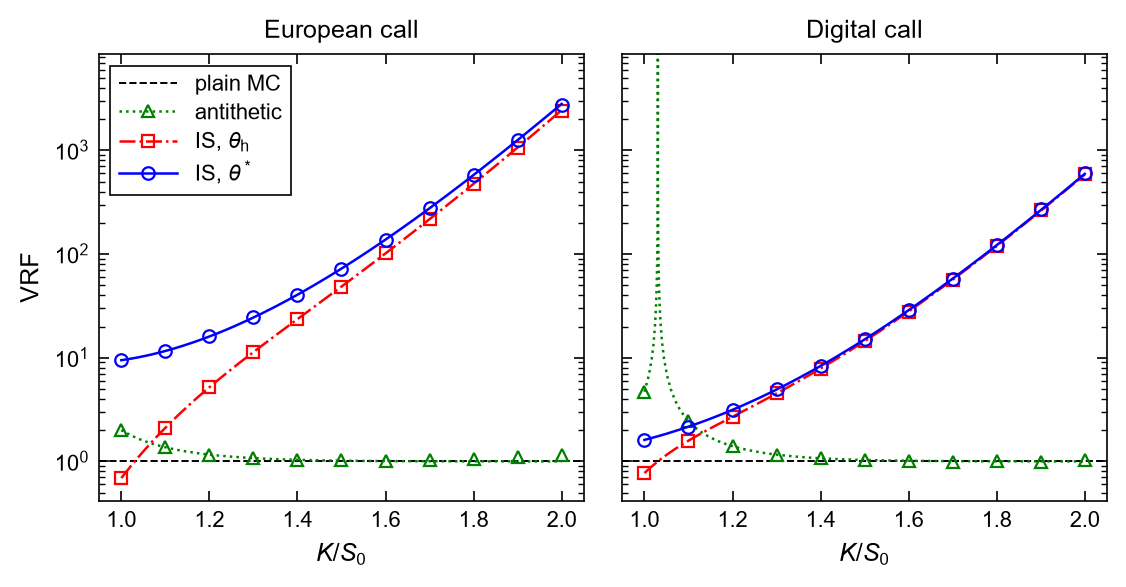 European call
Digital call
plain MC
antithetic
IS, θh
IS, θ*
VRF
10³
10²
10¹
10⁰
1.0 1.2 1.4 1.6 1.8 2.0
1.0 1.2 1.4 1.6 1.8 2.0
K/S₀
K/S₀